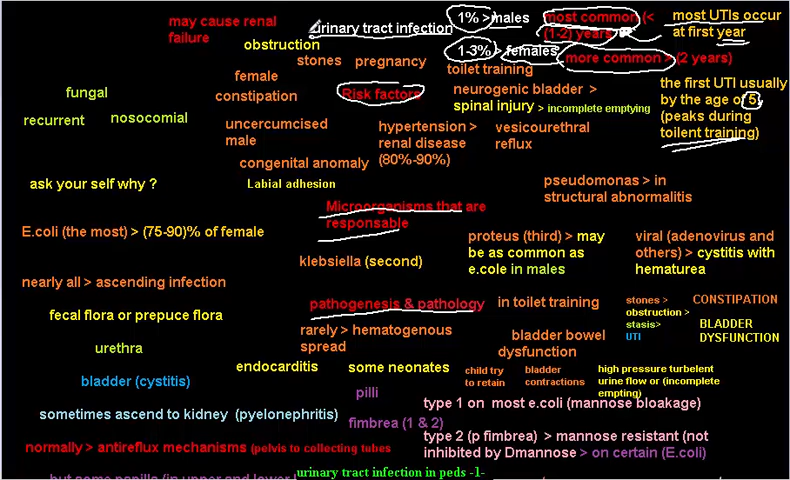 may cause renal
failure
urinary tract infection
1% >males
most common (<
(1-2) years
most UTIs occur
at first year
obstruction
1-3% > females
more common > (2 years)
stones
pregnancy
toilet training
female
constipation
Risk factors
neurogenic bladder >
spinal injury > incomplete emptying
the first UTI usually
by the age of 5
(peaks during
toilent training)
fungal
recurrent
nosocomial
uncercumcised
male
hypertension >
renal disease
(80%-90%)
vesicourethral
reflux
congenital anomaly
ask your self why ?
Labial adhesion
pseudomonas > in
structural abnormalitis
Microorganisms that are
responsable
E.coli (the most) > (75-90)% of female
klebsiella (second)
proteus (third) > may
be as common as
e.cole in males
viral (adenovirus and
others) > cystitis with
hematurea
nearly all > ascending infection
pathogenesis & pathology
in toilet training
stones >
obstruction >
stasis>
UTI
CONSTIPATION
BLADDER
DYSFUNCTION
fecal flora or prepuce flora
rarely > hematogenous
spread
bladder bowel
dysfunction
urethra
endocarditis
some neonates
child try
to retain
bladder
contractions
high pressure turbelent
urine flow or (incomplete
empting)
bladder (cystitis)
pilli
type 1 on most e.coli (mannose bloakage)
sometimes ascend to kidney (pyelonephritis)
fimbrea (1 & 2)
type 2 (p fimbrea) > mannose resistant (not
inhibited by Dmannose > on certain (E.coli)
normally > antireflux mechanisms (pelvis to collecting tubes
but some papilla (in upper and lower
urinary tract infection in peds -1-